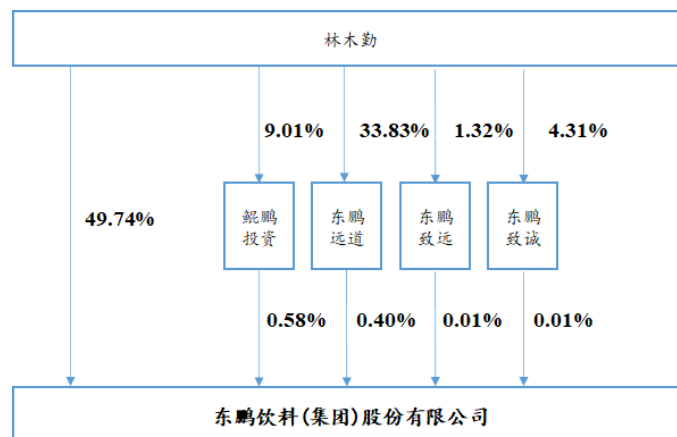 林木勤
9.01% 33.83% 1.32% 4.31%
49.74%
鲲鹏
投资
东鹏
远道
东鹏
致远
东鹏
致诚
0.58% 0.40% 0.01% 0.01%
东鹏饮料(集团)股份有限公司